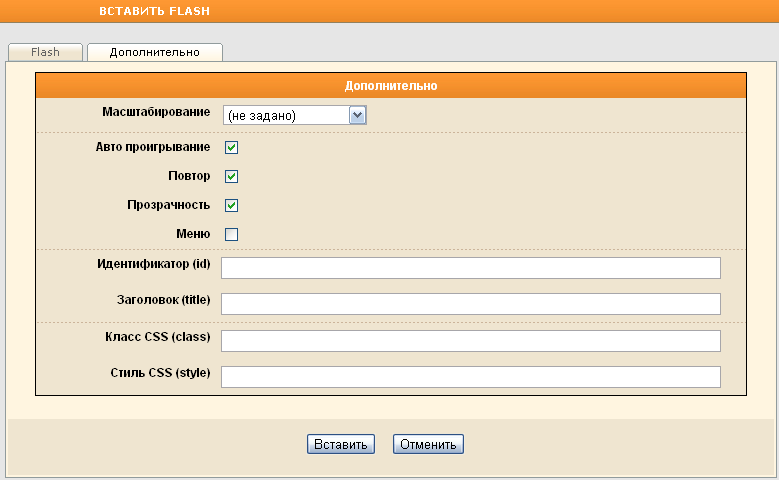 ВСТАВИТЬ FLASH
Flash
Дополнительно
Дополнительно
Масштабирование
(не задано)
Авто проигрывание
Повтор
Прозрачность
Меню
Идентификатор (id)
Заголовок (title)
Класс CSS (class)
Стиль CSS (style)
Вставить
Отменить